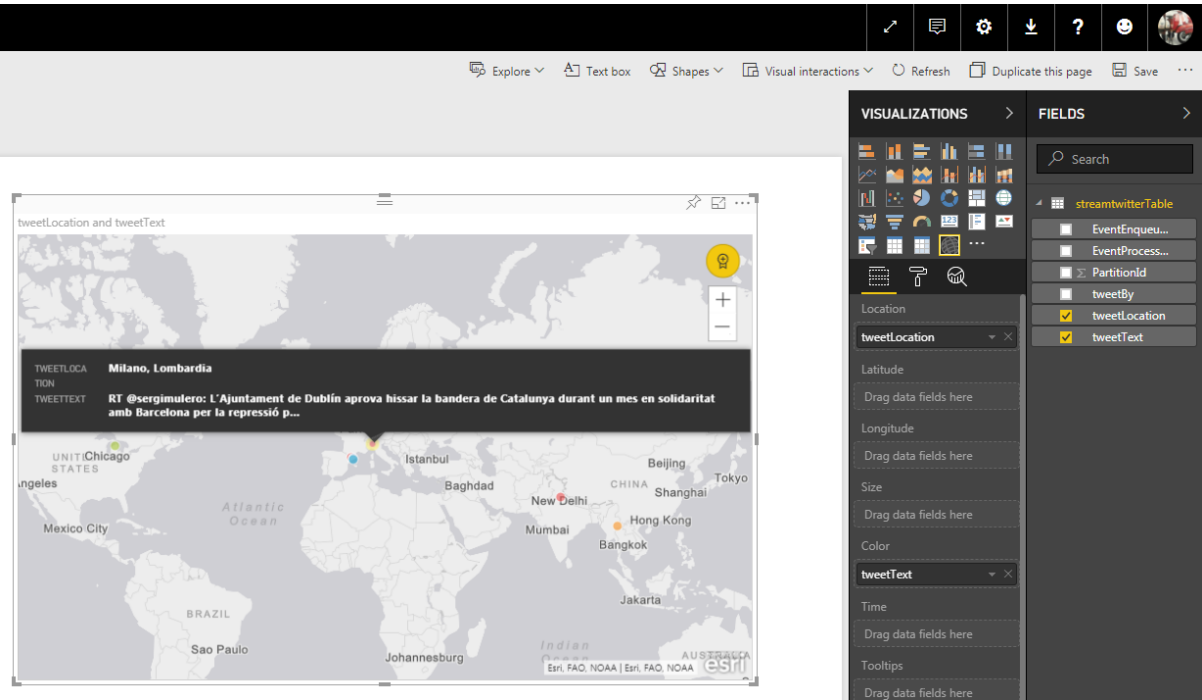 Explore
Text box
Shapes
Visual interactions
Refresh
Duplicate this page
Save
VISUALIZATIONS
FIELDS
Search
streamtwitterTable
EventEnqueu...
EventProcess...
Σ PartitionId
tweetBy
tweetLocation
tweetText
123
Location
tweetLocation
Latitude
Drag data fields here
Longitude
Drag data fields here
Size
Drag data fields here
Color
tweetText
Time
Drag data fields here
Tooltips
Drag data fields here
tweetLocation and tweetText
TWEETLOCA
TION
Milano, Lombardia
TWEETTEXT
RT @sergimulero: L'Ajuntament de Dublín aprova hissar la bandera de Catalunya durant un mes en solidaritat
amb Barcelona per la repressió p...
UNIT Chicago
STATES
Istanbul
Beijing
ngeles
Baghdad
CHINA
Tokyo
Shanghai
Atlantic
Ocean
New Delhi
Mexico City
Mumbai
Hong Kong
Bangkok
Jakarta
BRAZIL
Sao Paulo
Johannesburg
Indian
Ocean
AUSTRALIA
Esri, FAO, NOAA | Esri, FAO, NOAA
esri